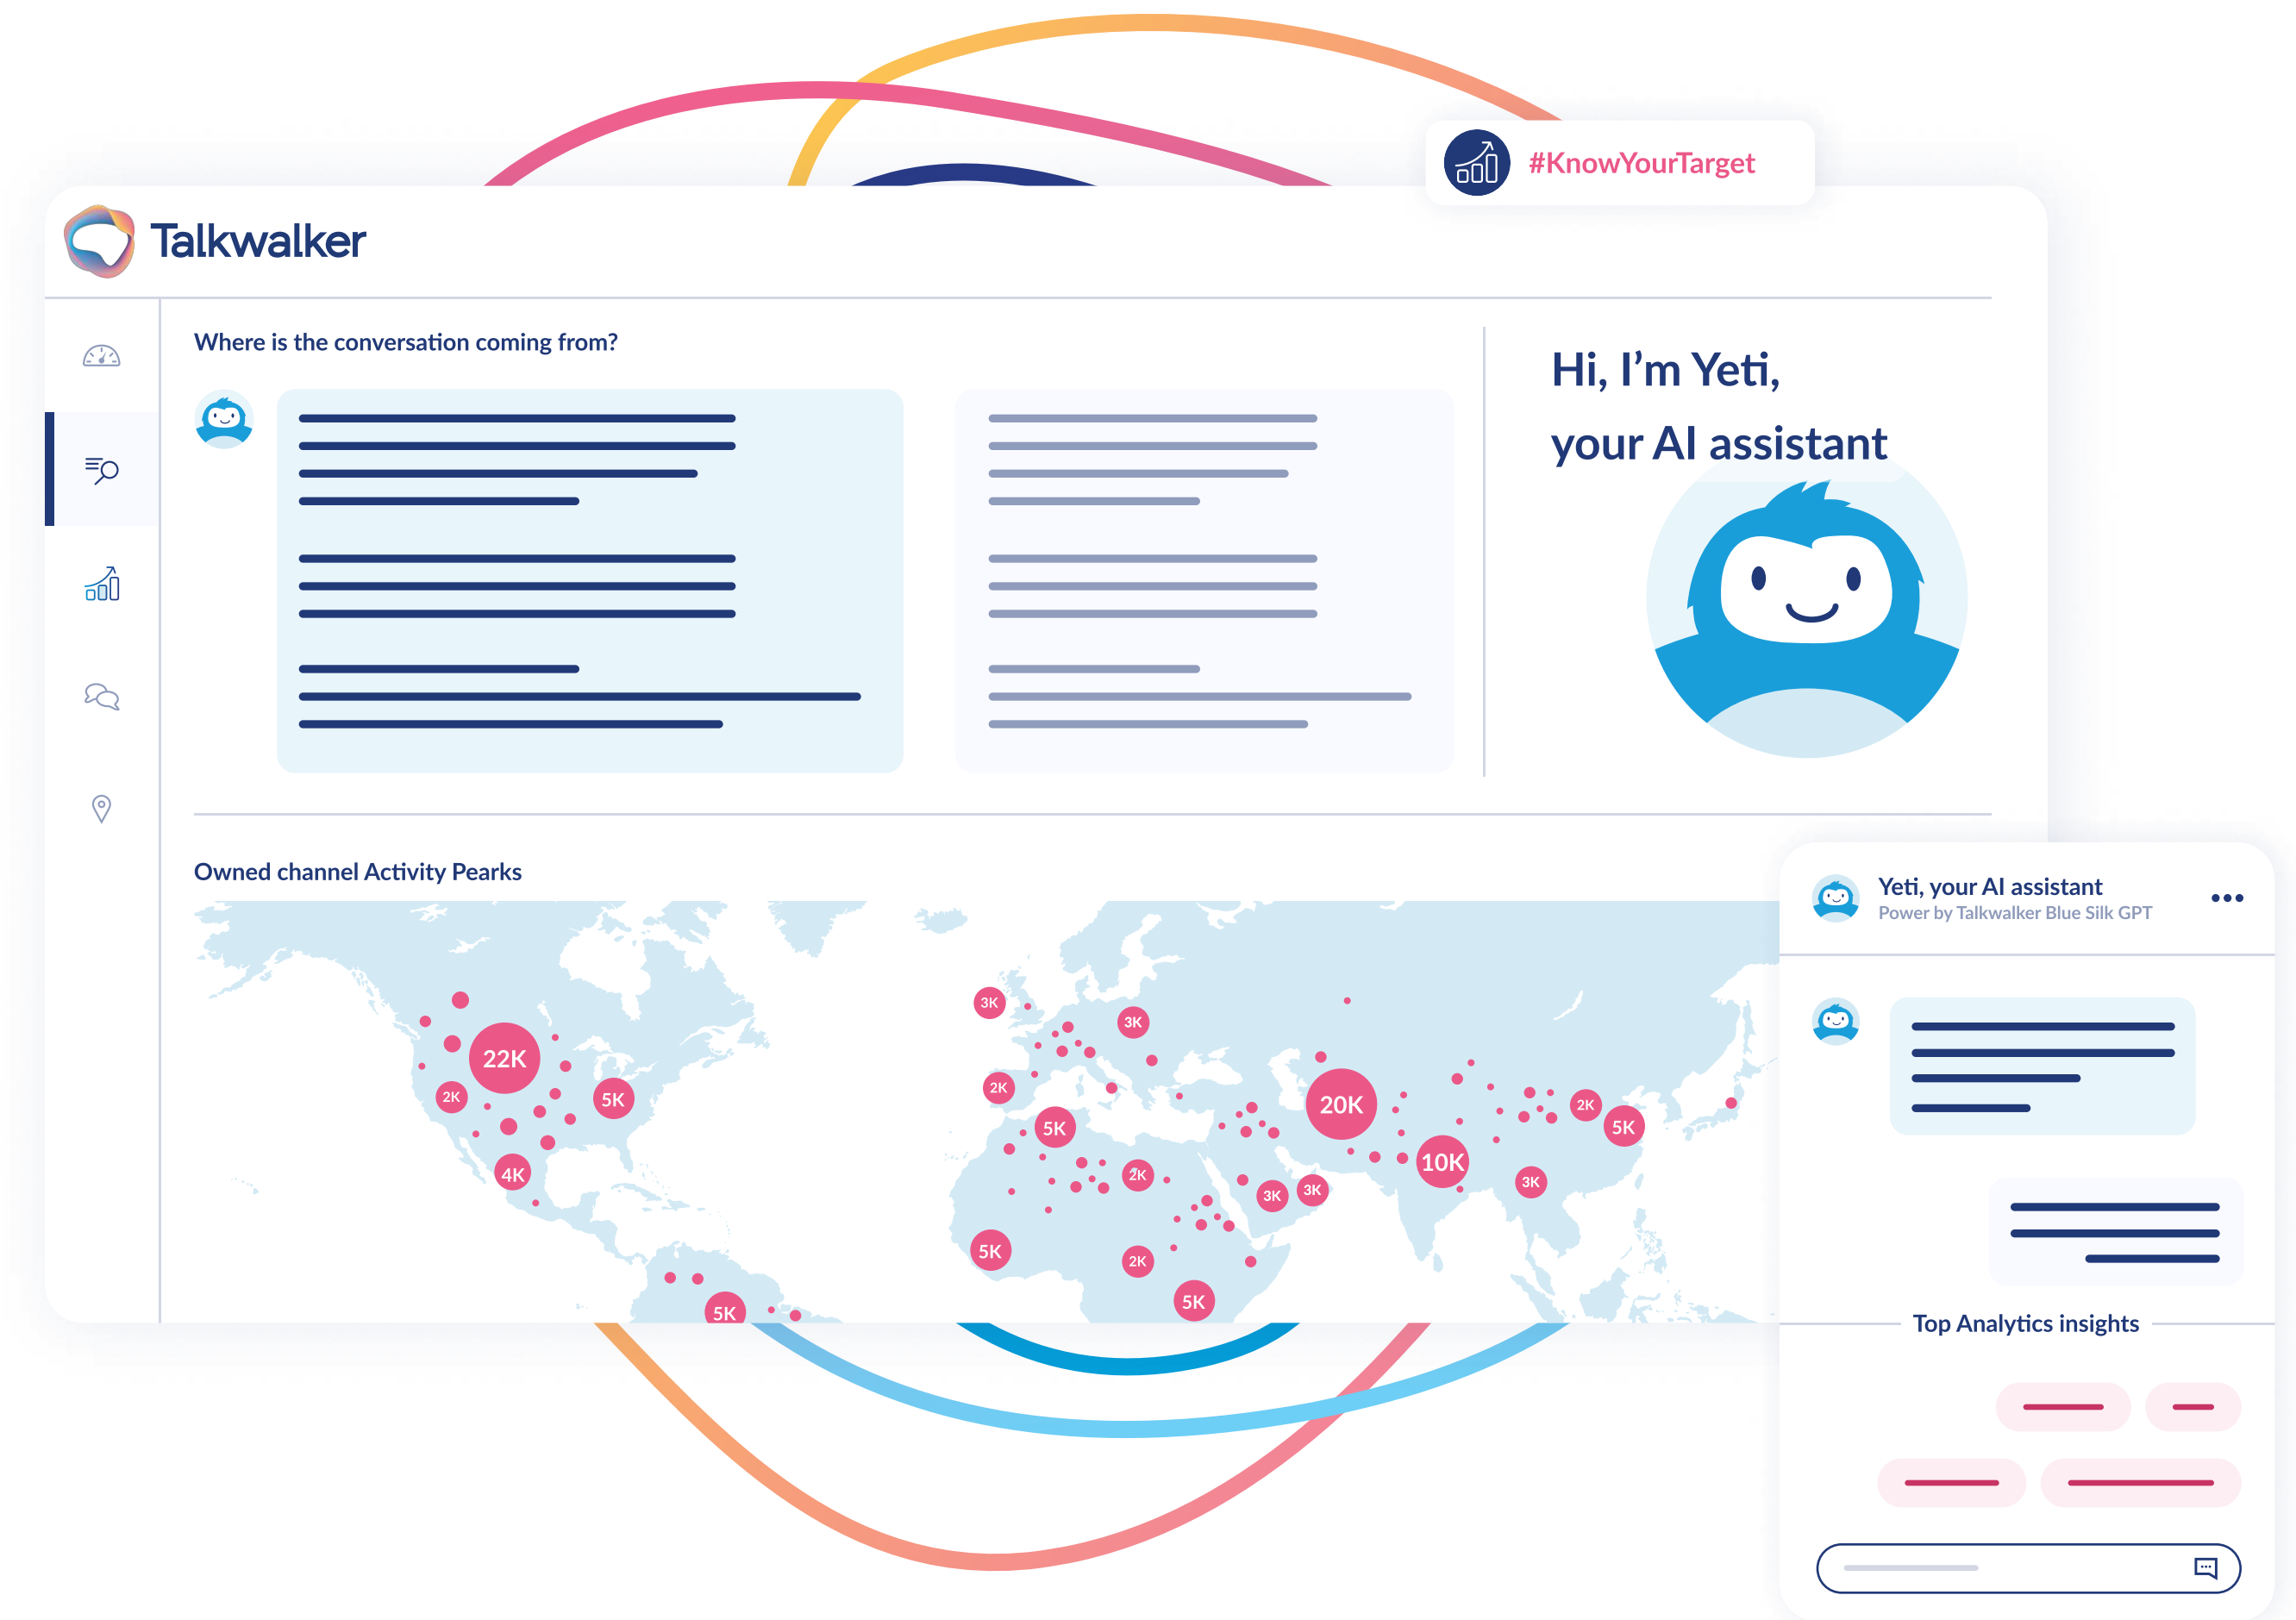 #KnowYourTarget
Talkwalker
Where is the conversation coming from?
Hi, I’m Yeti,
your AI assistant
Owned channel Activity Pearks
Yeti, your AI assistant
Power by Talkwalker Blue Silk GPT
3K
3K
22K
2K
5K
2K
20K
2K
5K
5K
4K
2K
10K
3K
3K
3K
5K
2K
5K
5K
Top Analytics insights